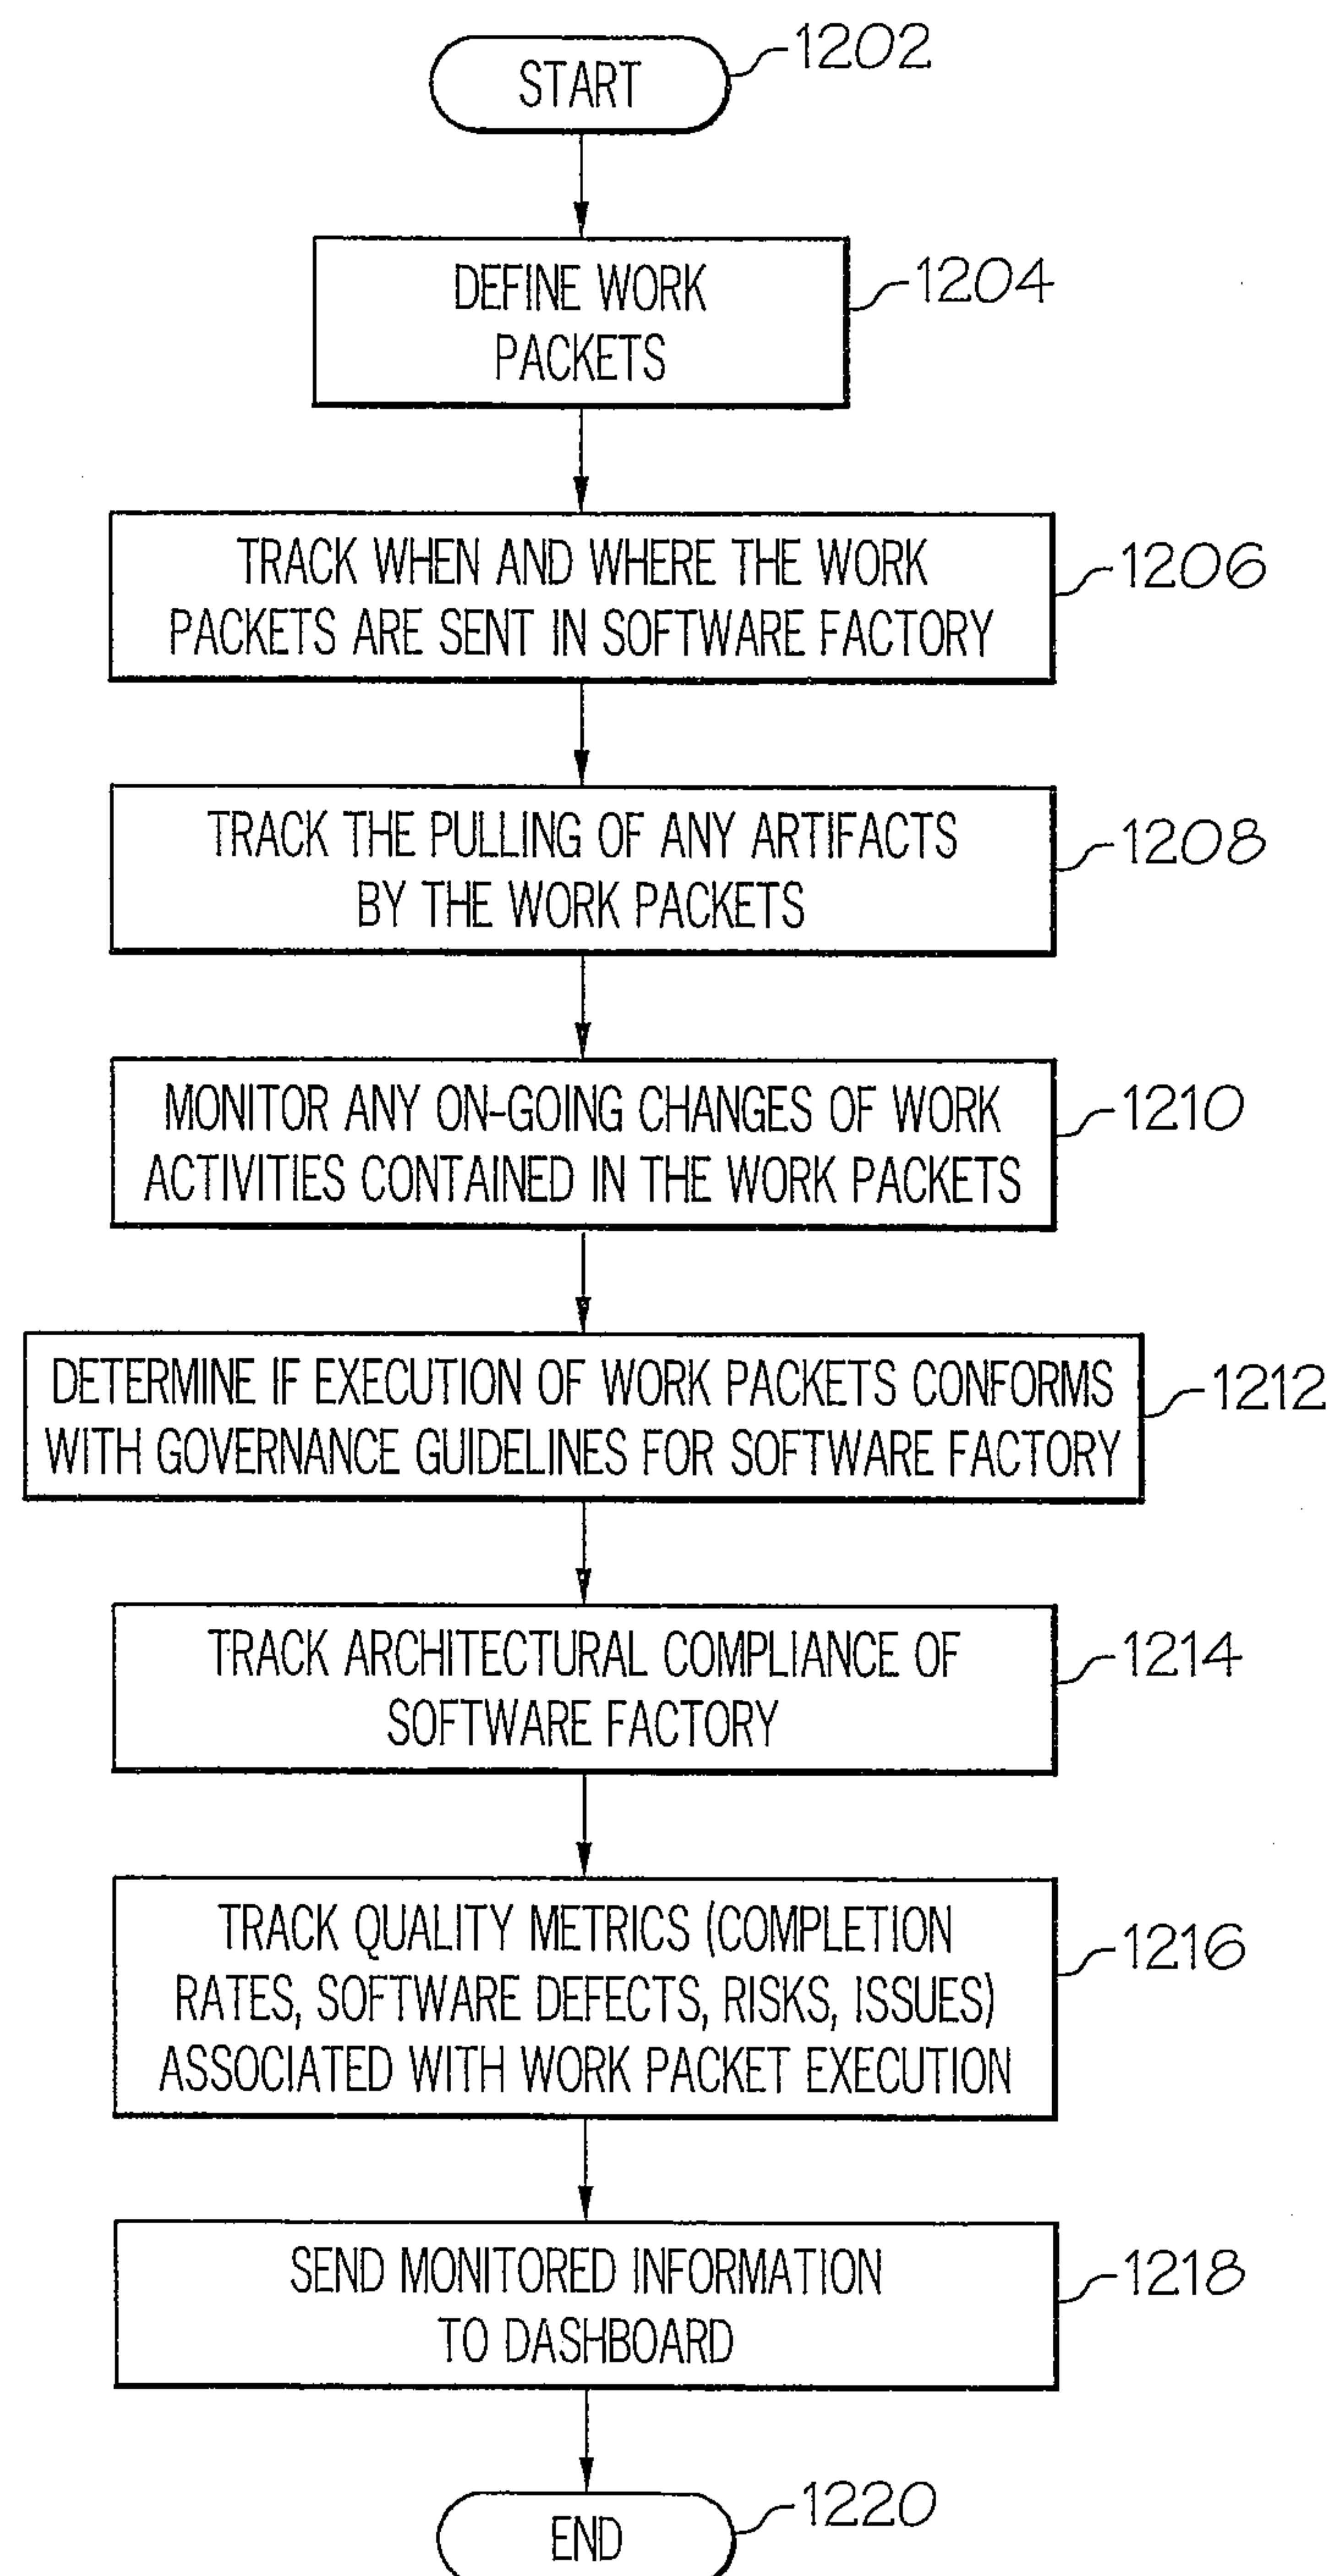 START
1202
DEFINE WORK
PACKETS
1204
TRACK WHEN AND WHERE THE WORK
PACKETS ARE SENT IN SOFTWARE FACTORY
1206
TRACK THE PULLING OF ANY ARTIFACTS
BY THE WORK PACKETS
1208
MONITOR ANY ON-GOING CHANGES OF WORK
ACTIVITIES CONTAINED IN THE WORK PACKETS
1210
DETERMINE IF EXECUTION OF WORK PACKETS CONFORMS
WITH GOVERNANCE GUIDELINES FOR SOFTWARE FACTORY
1212
TRACK ARCHITECTURAL COMPLIANCE OF
SOFTWARE FACTORY
1214
TRACK QUALITY METRICS (COMPLETION
RATES, SOFTWARE DEFECTS, RISKS, ISSUES)
ASSOCIATED WITH WORK PACKET EXECUTION
1216
SEND MONITORED INFORMATION
TO DASHBOARD
1218
END
1220